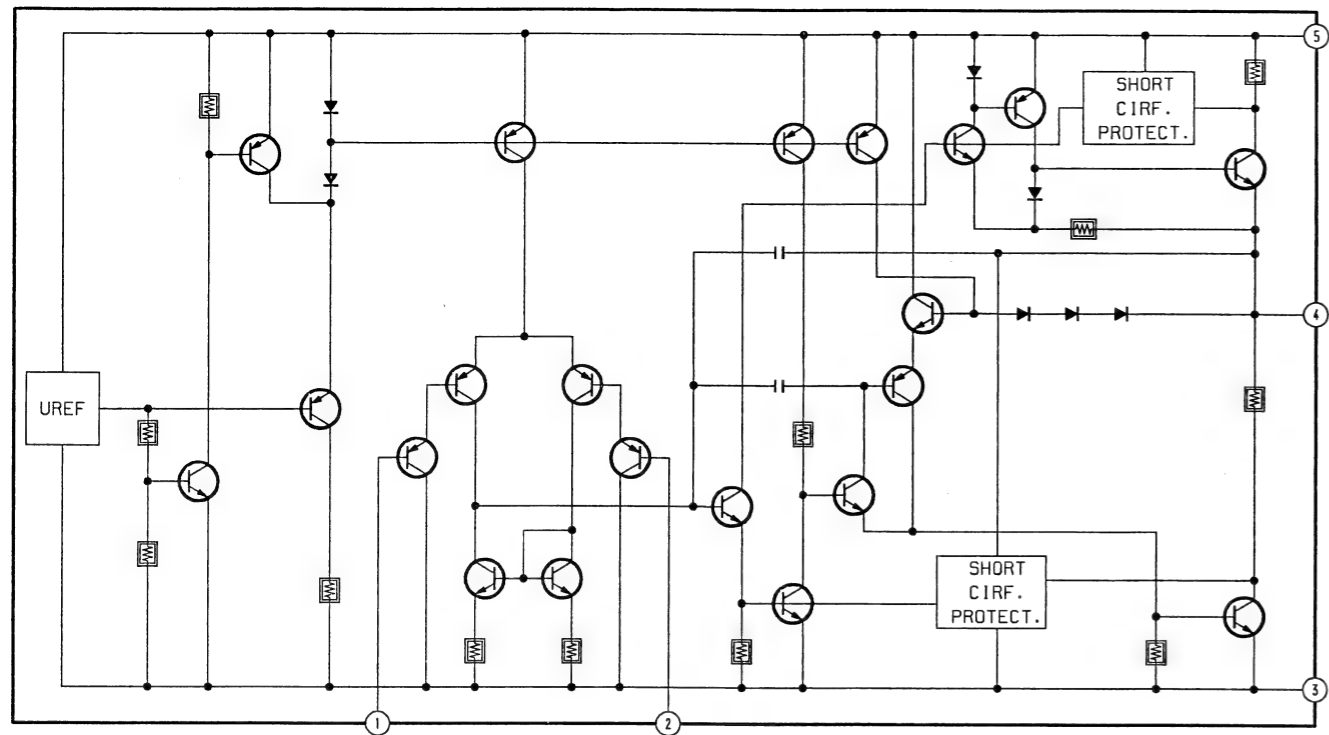 5
SHORT
CIRF.
PROTECT.
4
UREF
SHORT
CIRF.
PROTECT.
3
1
2